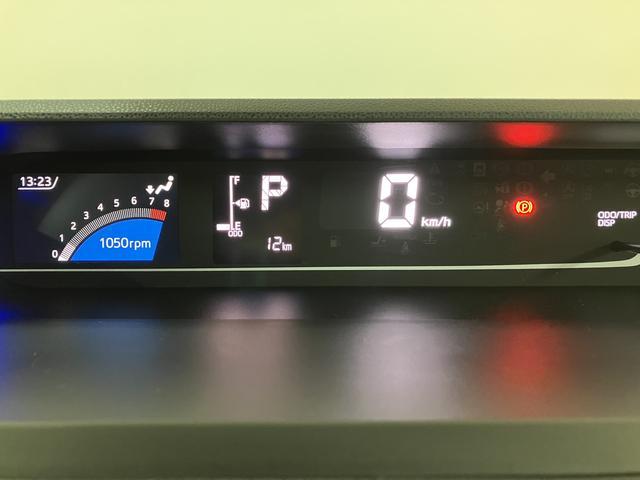 13:23
0 1 2 3 4 5 6 7 8
1050rpm
F
E
ODO
P
12km
0 km/h
(P)
ODO/TRIP
DISP